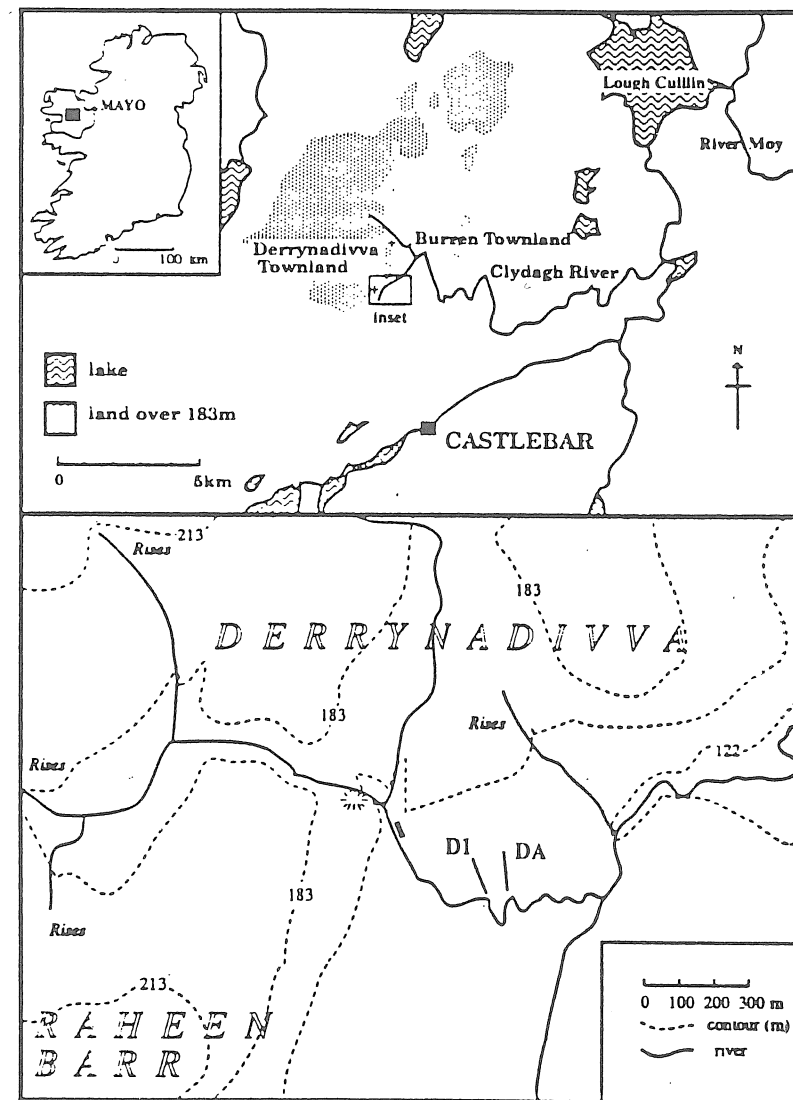 MAYO
100 km
Lough Cullin
River Moy
Derrynadivva
Townland
Burren Townland
Clydagh River
inset
lake
land over 183m
0 5km
CASTLEBAR
N
213
Rises
DERRYNADIVVA
183
183
Rises
122
Rises
D1 DA
183
Rises
213
RAHEEN
BARR
0 100 200 300 m
contour (m)
river